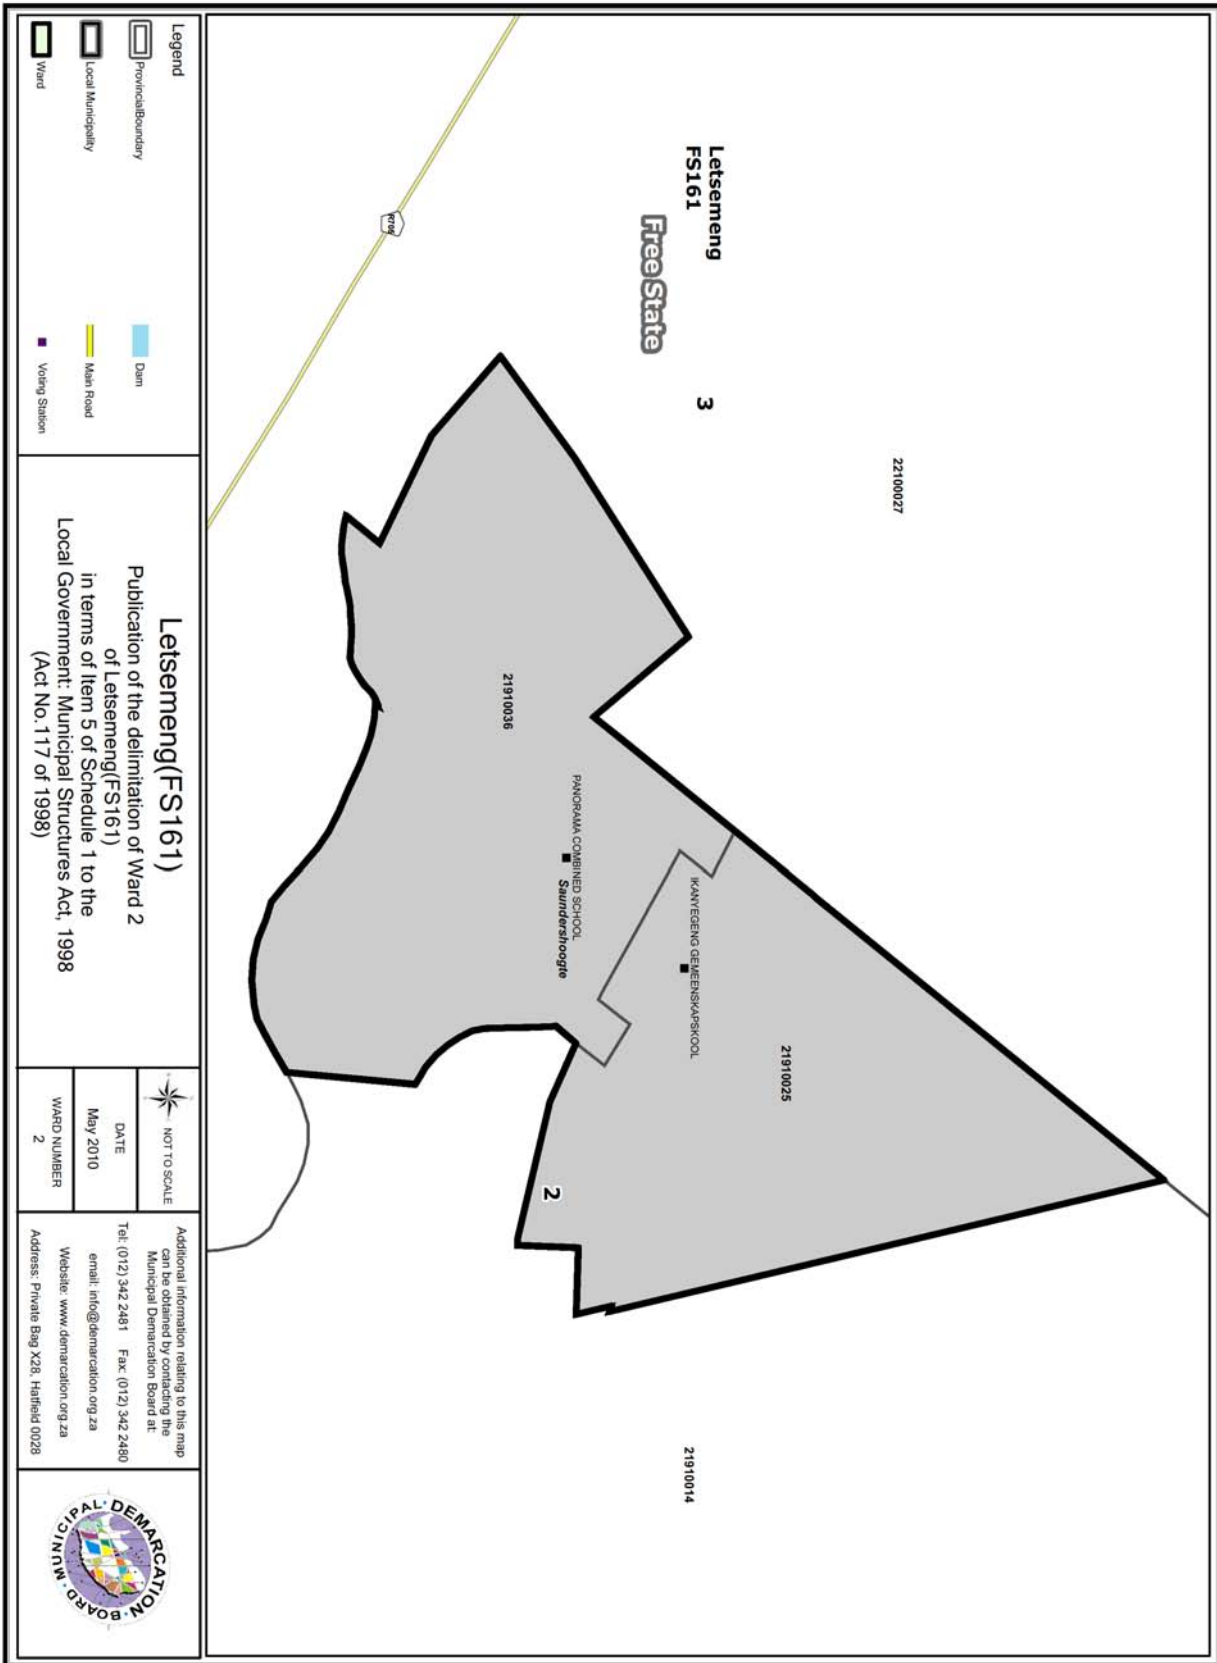 Letsemeng
FS161
Free State
3
22100027
R706
21910036
PANORAMA COMBINED SCHOOL
Saundershoogte
IKANYEGENG GEMEENSKAPSKOOL
21910025
2
21910014
Legend
ProvincialBoundary
Local Municipality
Ward
Dam
Main Road
Voting Station
Letsemeng(FS161)
Publication of the delimitation of Ward 2
of Letsemeng(FS161)
in terms of Item 5 of Schedule 1 to the
Local Government: Municipal Structures Act, 1998
(Act No.117 of 1998)
NOT TO SCALE
DATE
May 2010
WARD NUMBER
2
Additional information relating to this map
can be obtained by contacting the
Municipal Demarcation Board at:
Tel: (012) 342 2481 Fax: (012) 342 2480
email: info@demarcation.org.za
Website: www.demarcation.org.za
Address: Private Bag X28, Hatfield 0028
MUNICIPAL DEMARCATION BOARD